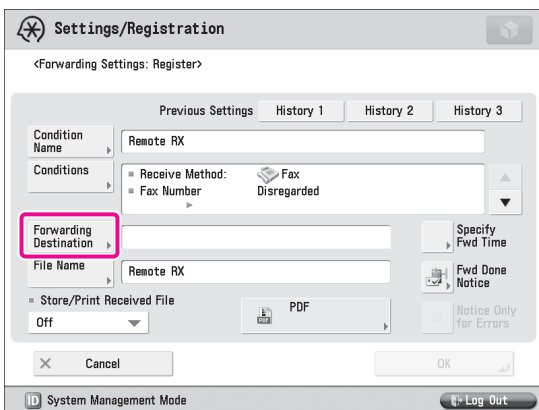 Settings/Registration
<Forwarding Settings: Register>
Previous Settings History 1 History 2 History 3
Condition Name Remote RX
Conditions ■ Receive Method: Fax
■ Fax Number Disregarded
Forwarding Destination
Specify Fwd Time
File Name Remote RX
Fwd Done Notice
■ Store/Print Received File
Off
PDF PDF
Notice Only for Errors
Cancel OK
ID System Management Mode Log Out